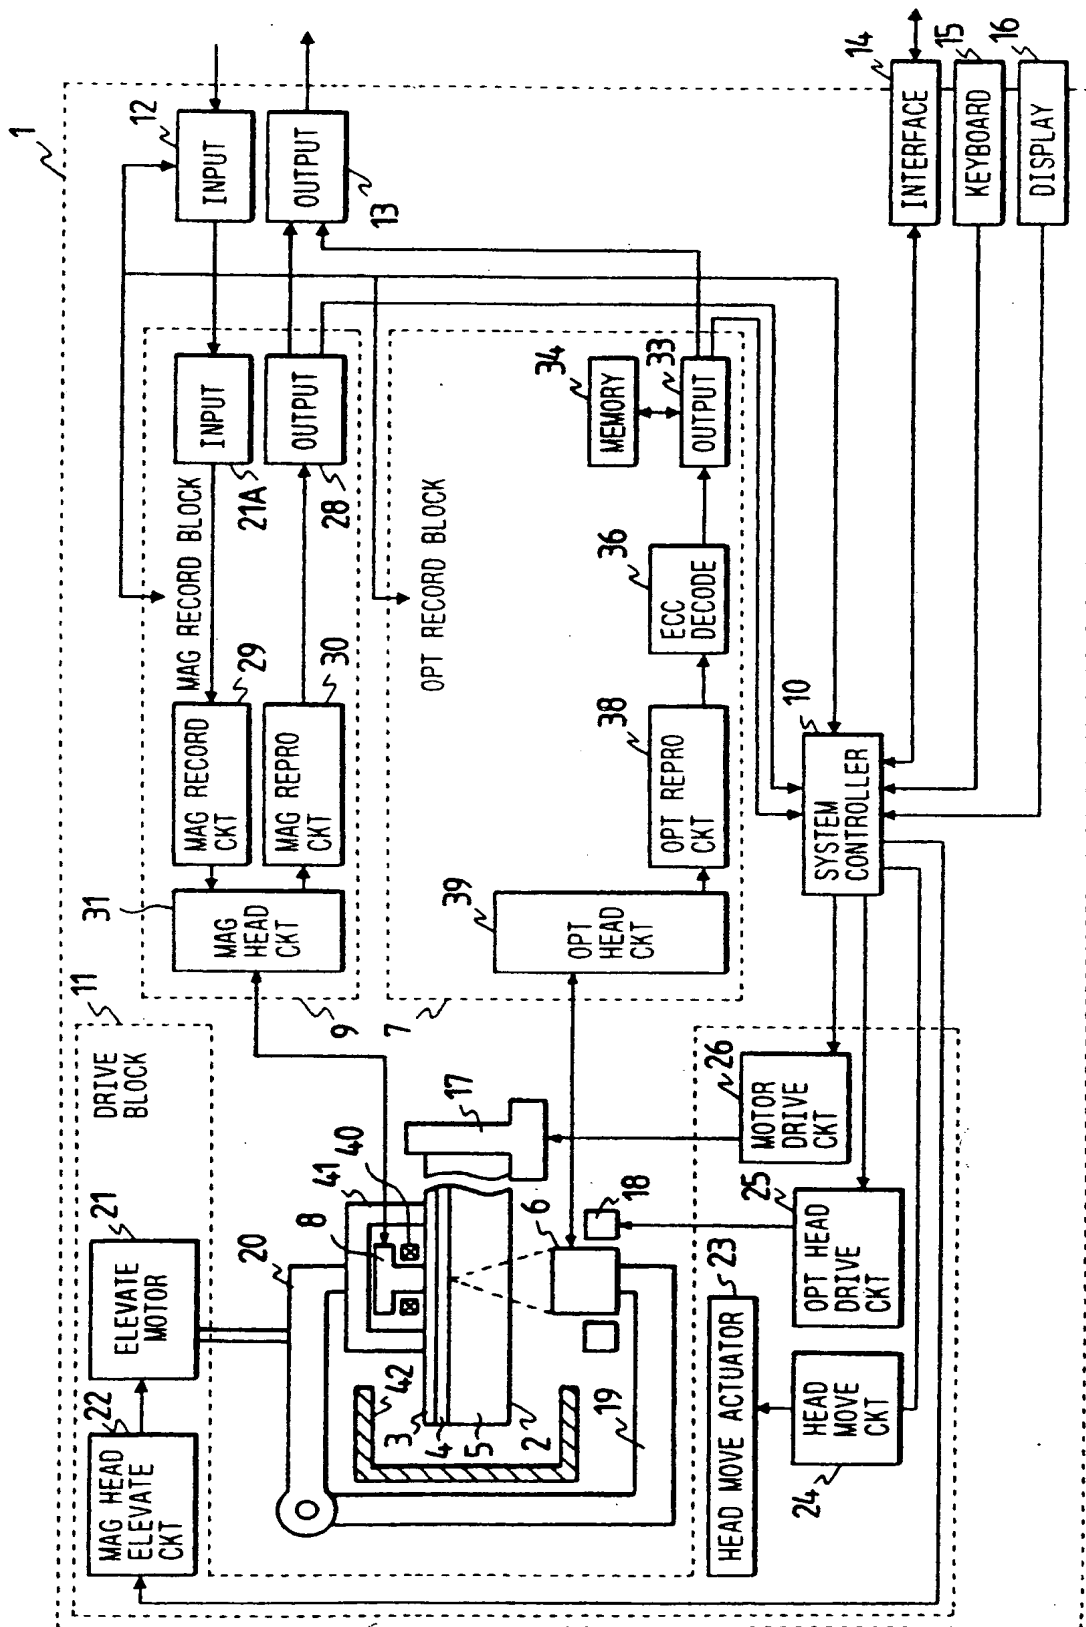 1
11
DRIVE
BLOCK
MAG HEAD
ELEVATE
CKT
22
ELEVATE
MOTOR
21
20
31
MAG
HEAD
CKT
MAG RECORD
CKT
29
MAG REPRO
CKT
30
MAG RECORD BLOCK
INPUT
21A
OUTPUT
28
INPUT
12
OUTPUT
13
9
7
OPT RECORD BLOCK
39
OPT
HEAD
CKT
38
OPT REPRO
CKT
36
ECC
DECODE
34
MEMORY
33
OUTPUT
42
3
4
5
2
8
41
40
17
6
18
19
HEAD MOVE ACTUATOR
23
HEAD
MOVE
CKT
24
25
OPT HEAD
DRIVE
CKT
26
MOTOR
DRIVE
CKT
10
SYSTEM
CONTROLLER
14
INTERFACE
15
KEYBOARD
16
DISPLAY